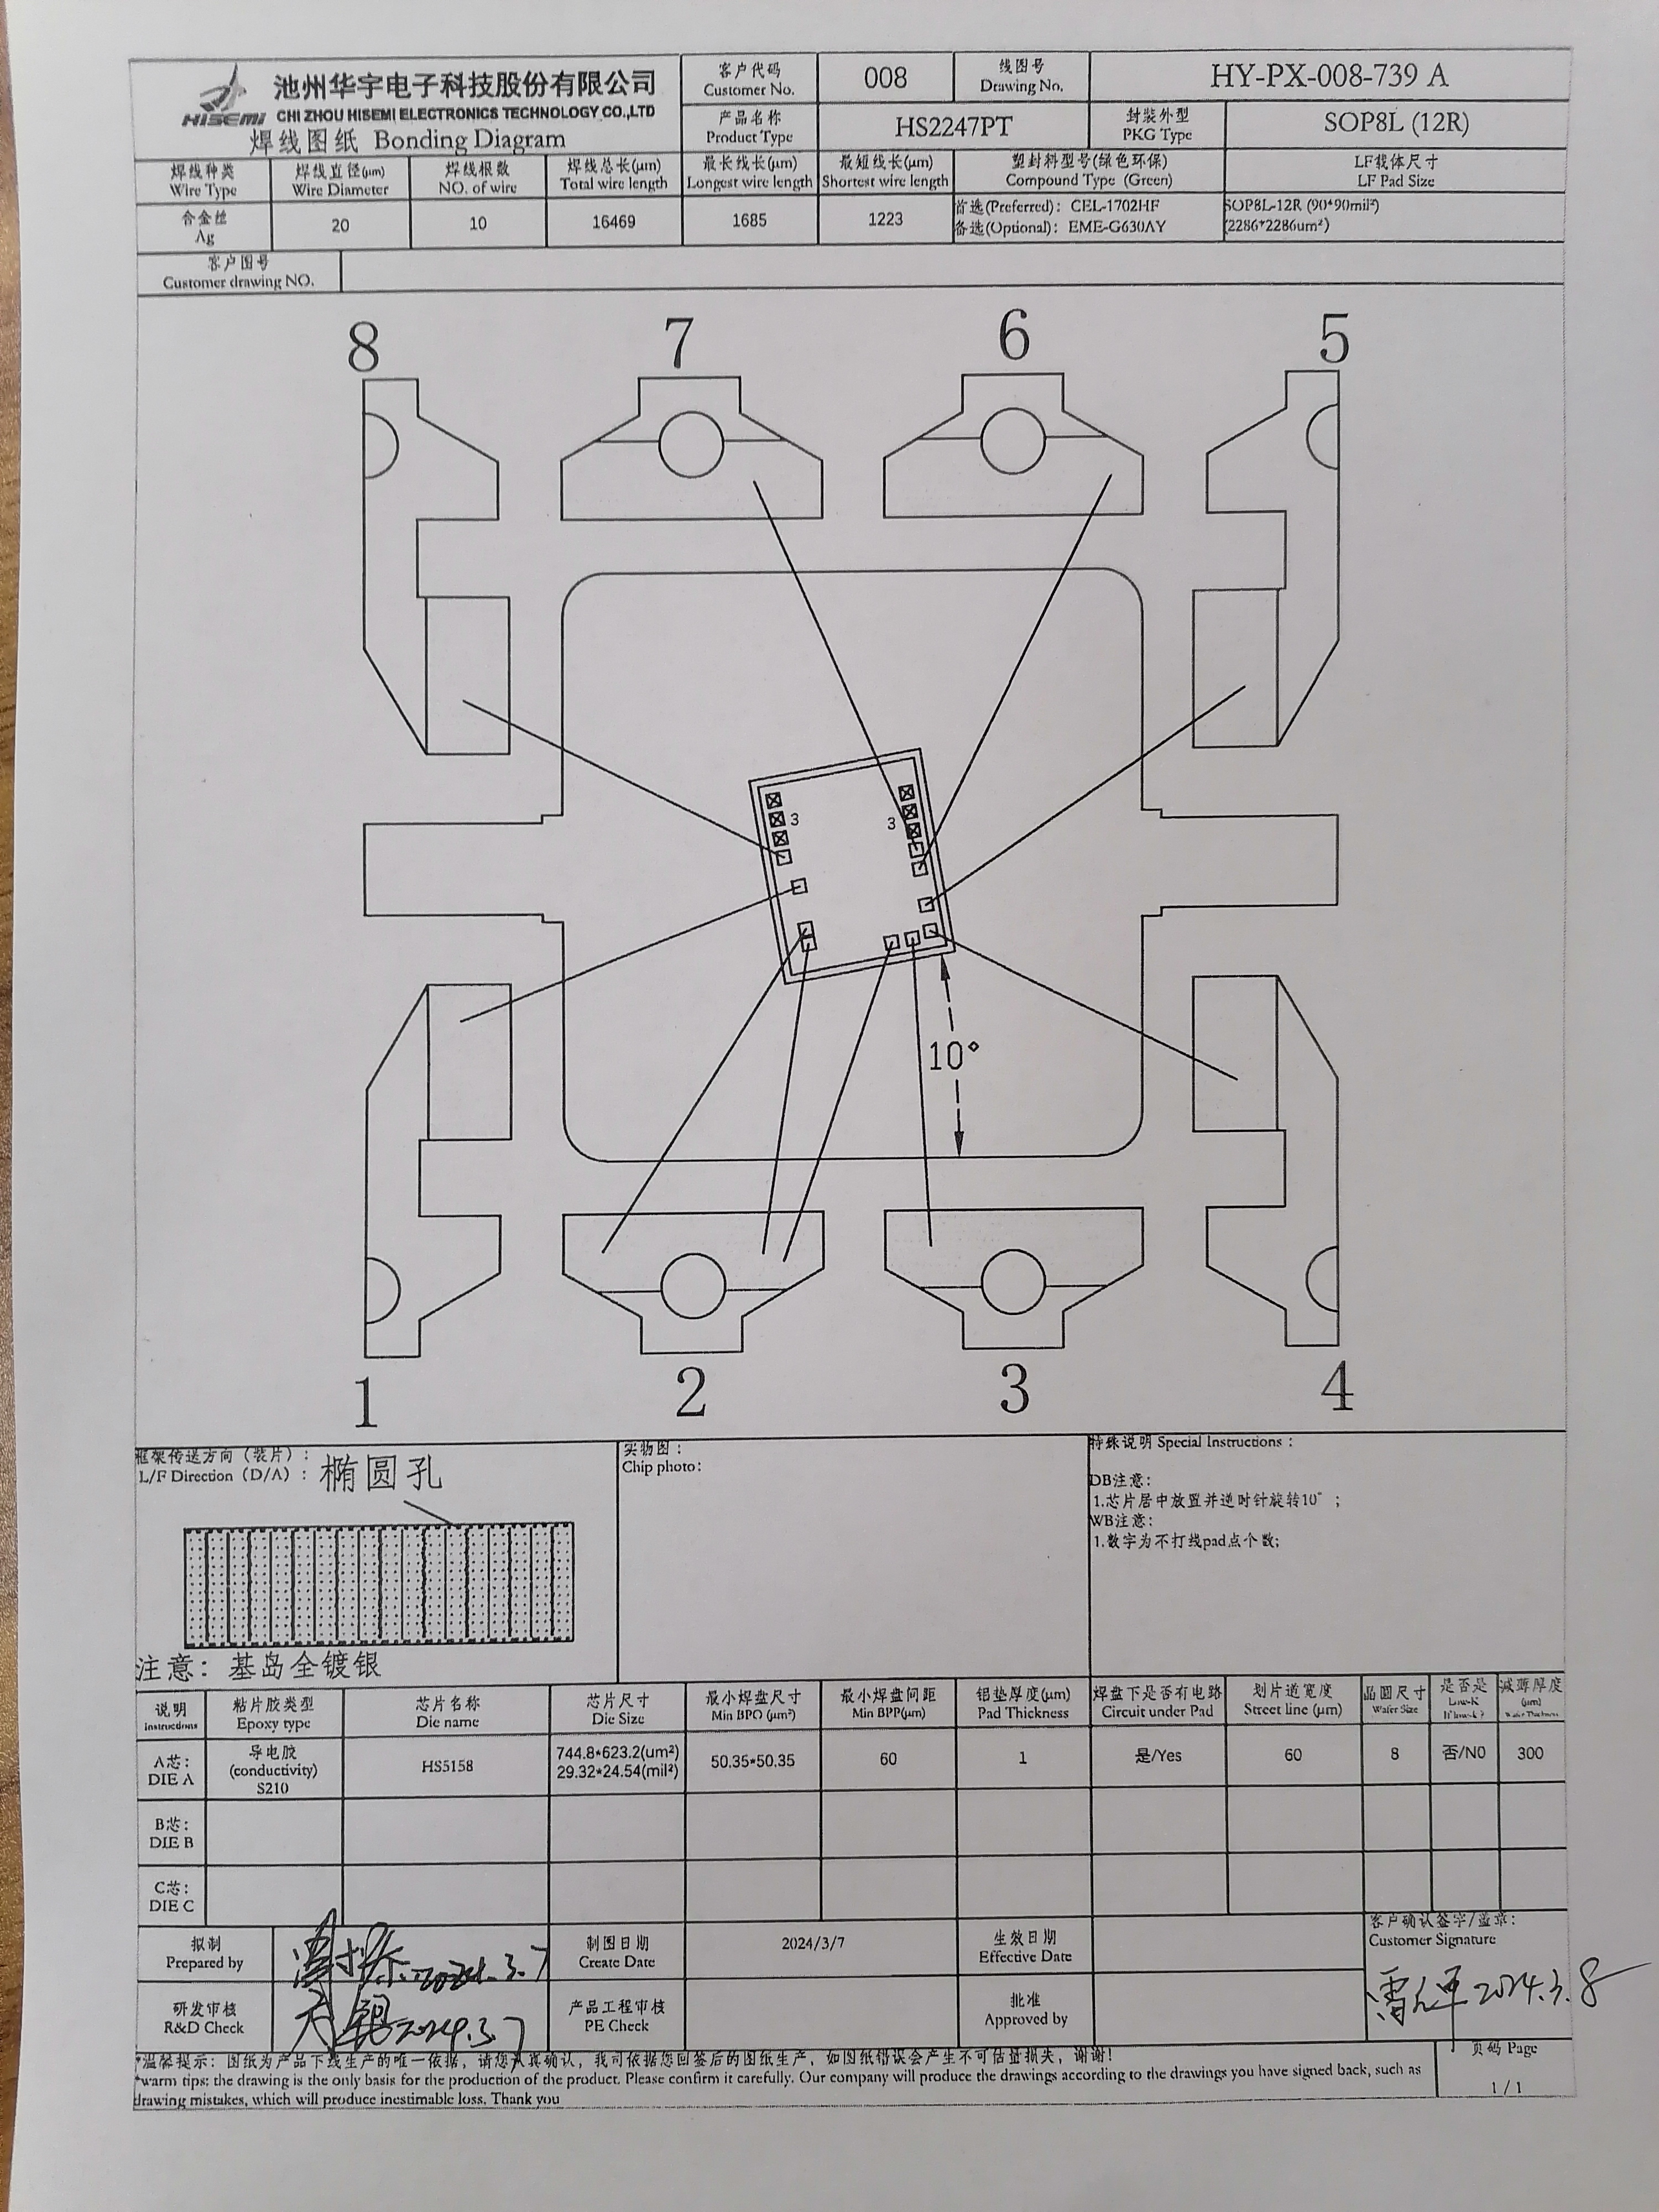 HISEMI
池州华宇电子科技股份有限公司
CHI ZHOU HISEMI ELECTRONICS TECHNOLOGY CO.,LTD
焊线图纸 Bonding Diagram
客户代码
Customer No.
008
线图号
Drawing No.
HY-PX-008-739 A
产品名称
Product Type
HS2247PT
封装外型
PKG Type
SOP8L (12R)
焊线种类
Wire Type
焊线直径(μm)
Wire Diameter
焊线根数
NO. of wire
焊线总长(μm)
Total wire length
最长线长(μm)
Longest wire length
最短线长(μm)
Shortest wire length
塑封料型号(绿色环保)
Compound Type (Green)
LF载体尺寸
LF Pad Size
合金丝
Ag
20
10
16469
1685
1223
首选(Preferred): CEL-1702HF
备选(Optional): EME-G630AY
SOP8L-12R (90*90mil²)
(2286*2286um²)
客户图号
Customer drawing NO.
8
7
6
5
3
3
10°
1
2
3
4
框架传送方向（装片）:
L/F Direction（D/A）:
椭圆孔
注意: 基岛全镀银
实物图:
Chip photo:
特殊说明 Special Instructions :
DB注意:
1.芯片居中放置并逆时针旋转10° ;
WB注意:
1.数字为不打线pad点个数;
说明
Instructions
粘片胶类型
Epoxy type
芯片名称
Die name
芯片尺寸
Die Size
最小焊盘尺寸
Min BPO (μm²)
最小焊盘间距
Min BPP(μm)
铝垫厚度(μm)
Pad Thickness
焊盘下是否有电路
Circuit under Pad
划片道宽度
Street line (μm)
晶圆尺寸
Wafer Size
是否是
Low-K
减薄厚度
(μm)
Wafer Thickness
A芯:
DIE A
导电胶
(conductivity)
S210
HS5158
744.8*623.2(um²)
29.32*24.54(mil²)
50.35*50.35
60
1
是/Yes
60
8
否/NO
300
B芯:
DIE B
C芯:
DIE C
拟制
Prepared by
2024.3.7
制图日期
Create Date
2024/3/7
生效日期
Effective Date
客户确认签字/盖章:
Customer Signature
2024.3.8
研发审核
R&D Check
2024.3.7
产品工程审核
PE Check
批准
Approved by
*温馨提示: 图纸为产品下线生产的唯一依据, 请您认真确认, 我司依据您回签后的图纸生产, 如图纸错误会产生不可估量损失, 谢谢!
*warm tips: the drawing is the only basis for the production of the product. Please confirm it carefully. Our company will produce the drawings according to the drawings you have signed back, such as
drawing mistakes, which will produce inestimable loss. Thank you
页码 Page
1 / 1